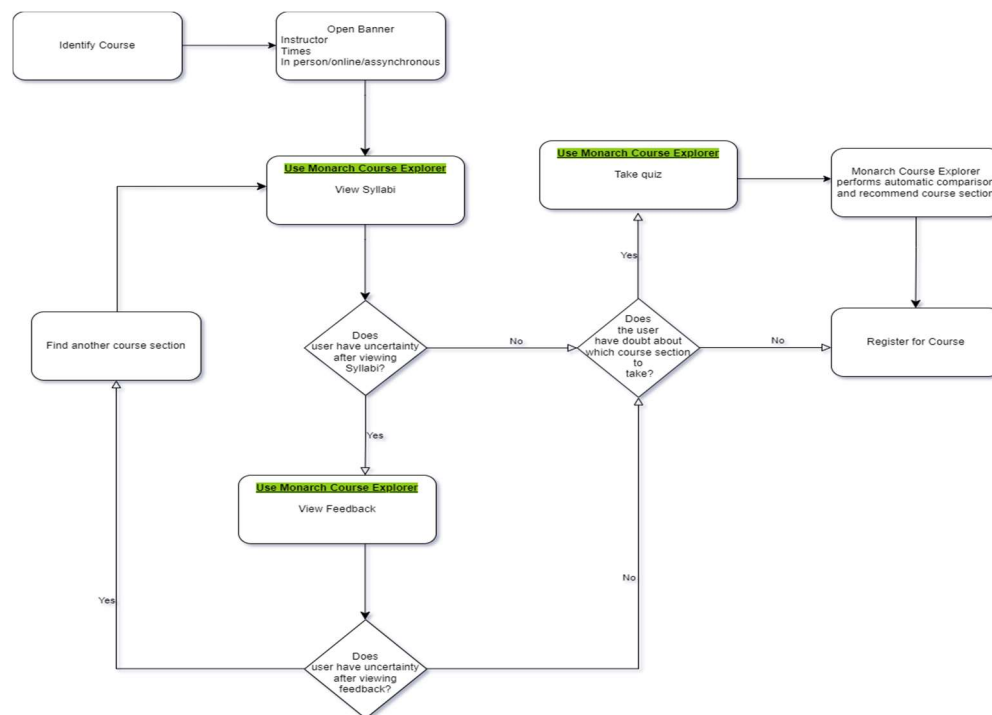 Identify Course
Open Banner
Instructor
Times
In person/online/assynchronous
Use Monarch Course Explorer
View Syllabi
Use Monarch Course Explorer
Take quiz
Monarch Course Explorer
performs automatic comparison
and recommend course section
Yes
Find another course section
Does
user have uncertainty
after viewing
Syllabi?
No
Does
the user
have doubt about
which course section
to
take?
No
Register for Course
Yes
Use Monarch Course Explorer
View Feedback
No
Yes
Does
user have uncertainty
after viewing
feedback?